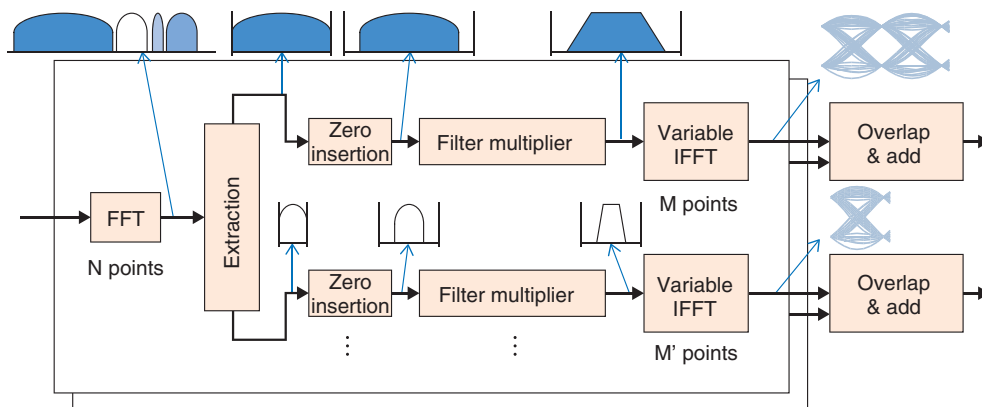 Zero
insertion
Filter multiplier
Variable
IFFT
Overlap
& add
M points
FFT
N points
Extraction
Zero
insertion
Filter multiplier
Variable
IFFT
Overlap
& add
M' points